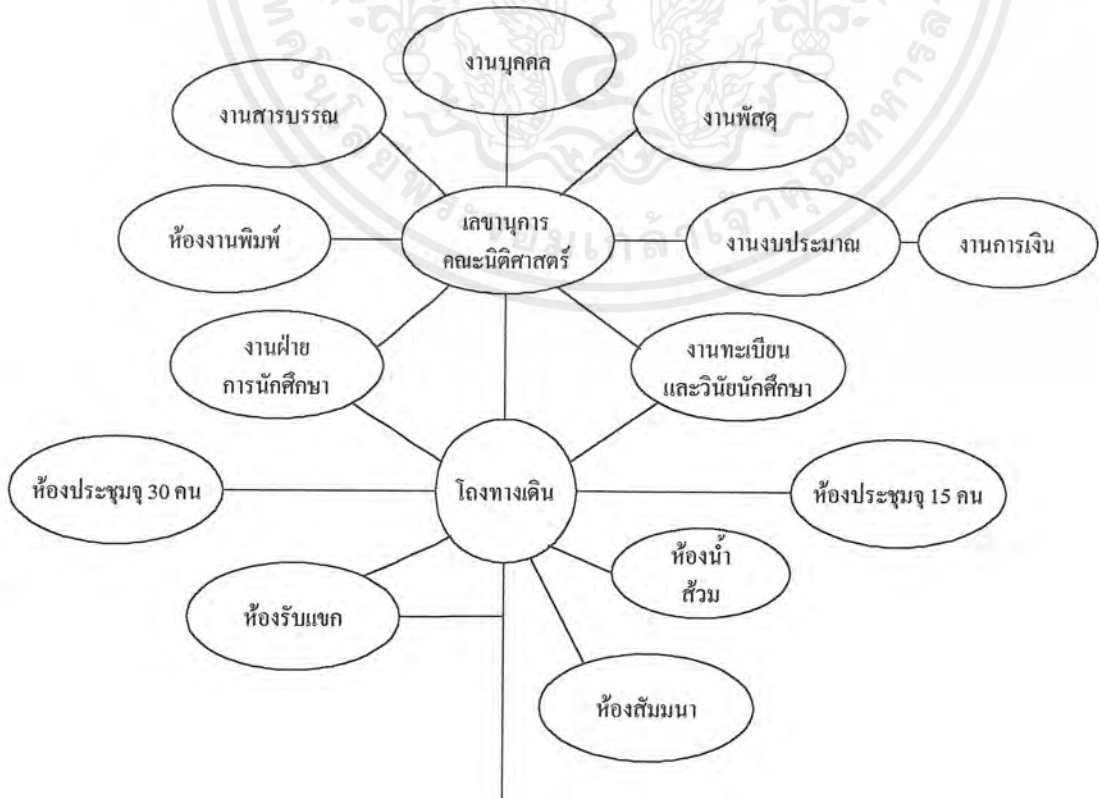 งานบุคคล
งานสารบรรณ
งานพัสดุ
ห้องงานพิมพ์
เลขานุการ
คณะนิติศาสตร์
งานงบประมาณ
งานการเงิน
งานฝ่าย
การนักศึกษา
งานทะเบียน
และวินัยนักศึกษา
ห้องประชุมจุ 30 คน
โถงทางเดิน
ห้องประชุมจุ 15 คน
ห้องน้ำ
ส้วม
ห้องรับแขก
ห้องสัมมนา